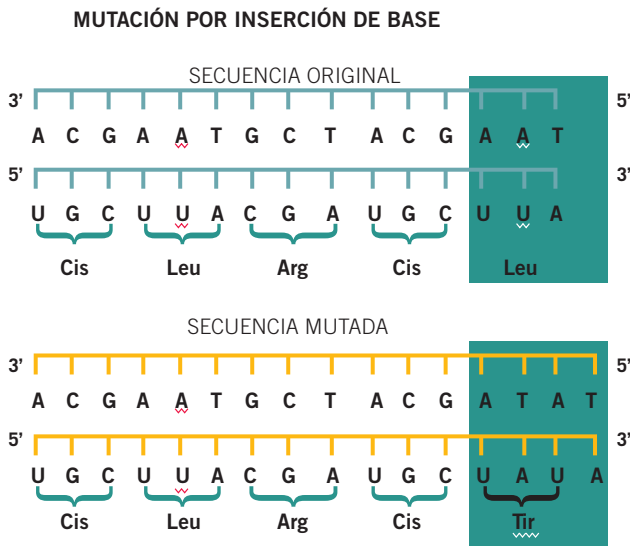 MUTACIÓN POR INSERCIÓN DE BASE
SECUENCIA ORIGINAL
3’ 5’
A C G A A T G C T A C G A A T
5’ 3’
U G C U U A C G A U G C U U A
Cis Leu Arg Cis Leu
SECUENCIA MUTADA
3’ 5’
A C G A A T G C T A C G A T A T
5’ 3’
U G C U U A C G A U G C U A U A
Cis Leu Arg Cis Tir